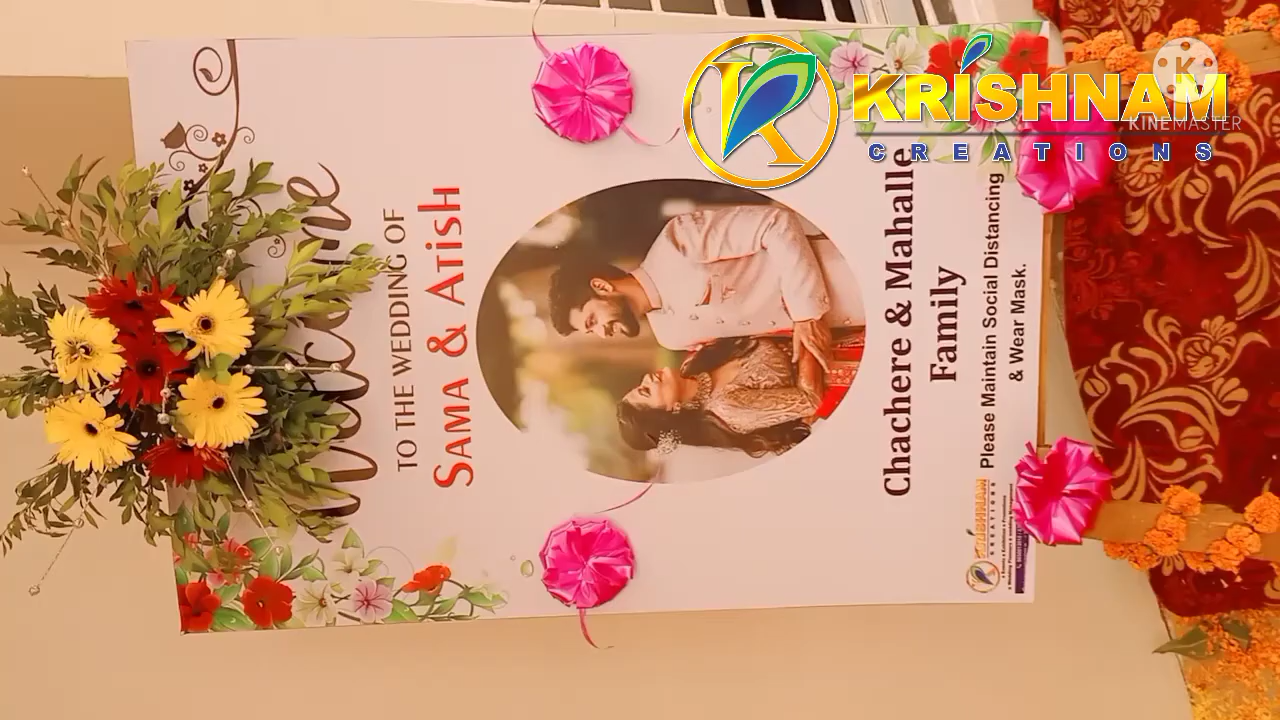 Welcome
TO THE WEDDING OF
SAMA & ATISH
Chachere & Mahalle
Family
Please Maintain Social Distancing
& Wear Mask.
KRISHNAM
CREATIONS
KRISHNAM
CREATIONS
KINEMASTER